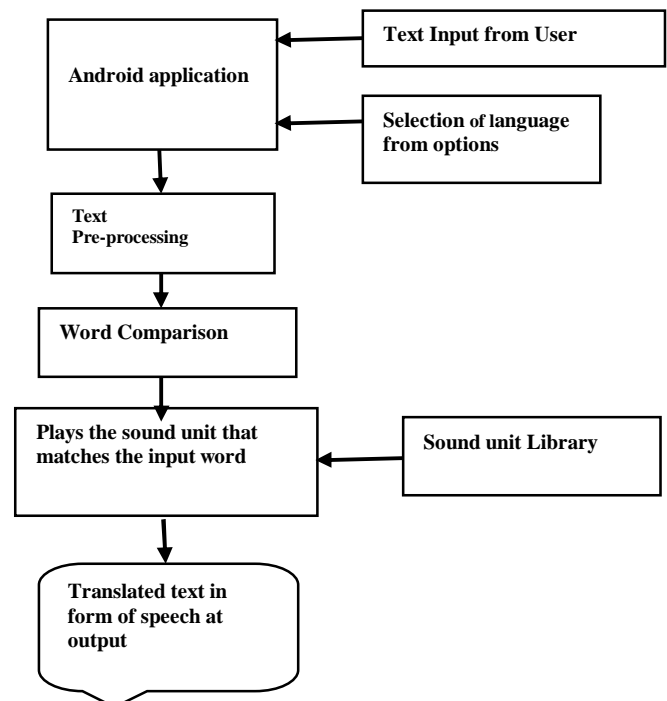 Text Input from User
Android application
Selection of language
from options
Text
Pre-processing
Word Comparison
Plays the sound unit that
matches the input word
Sound unit Library
Translated text in
form of speech at
output